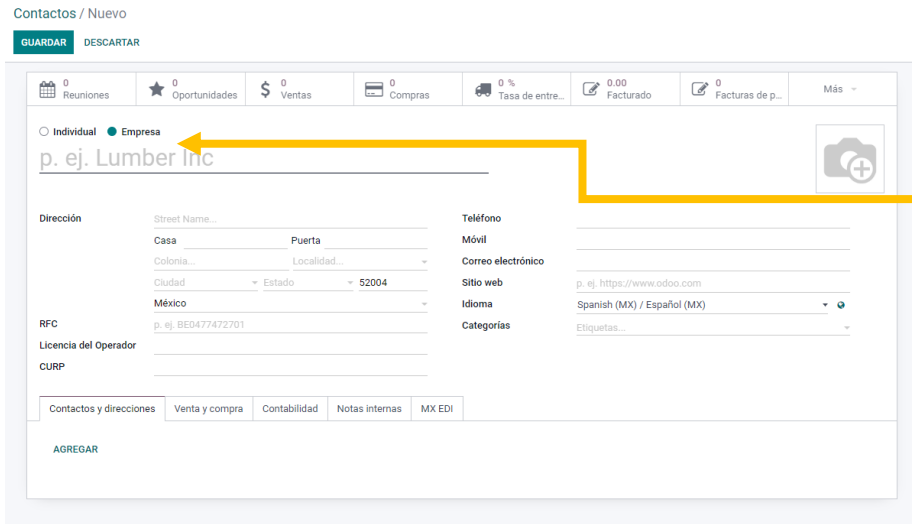 Contactos / Nuevo
GUARDAR DESCARTAR
0 Reuniones
0 Oportunidades
0 Ventas
0 Compras
0 % Tasa de entre...
0.00 Facturado
0 Facturas de p...
Más
Individual Empresa
p. ej. Lumber Inc
Dirección Street Name...
Casa Puerta
Colonia... Localidad...
Ciudad Estado 52004
México
RFC p. ej. BE0477472701
Licencia del Operador
CURP
Teléfono
Móvil
Correo electrónico
Sitio web p. ej. https://www.odoo.com
Idioma Spanish (MX) / Español (MX)
Categorías Etiquetas...
Contactos y direcciones Venta y compra Contabilidad Notas internas MX EDI
AGREGAR